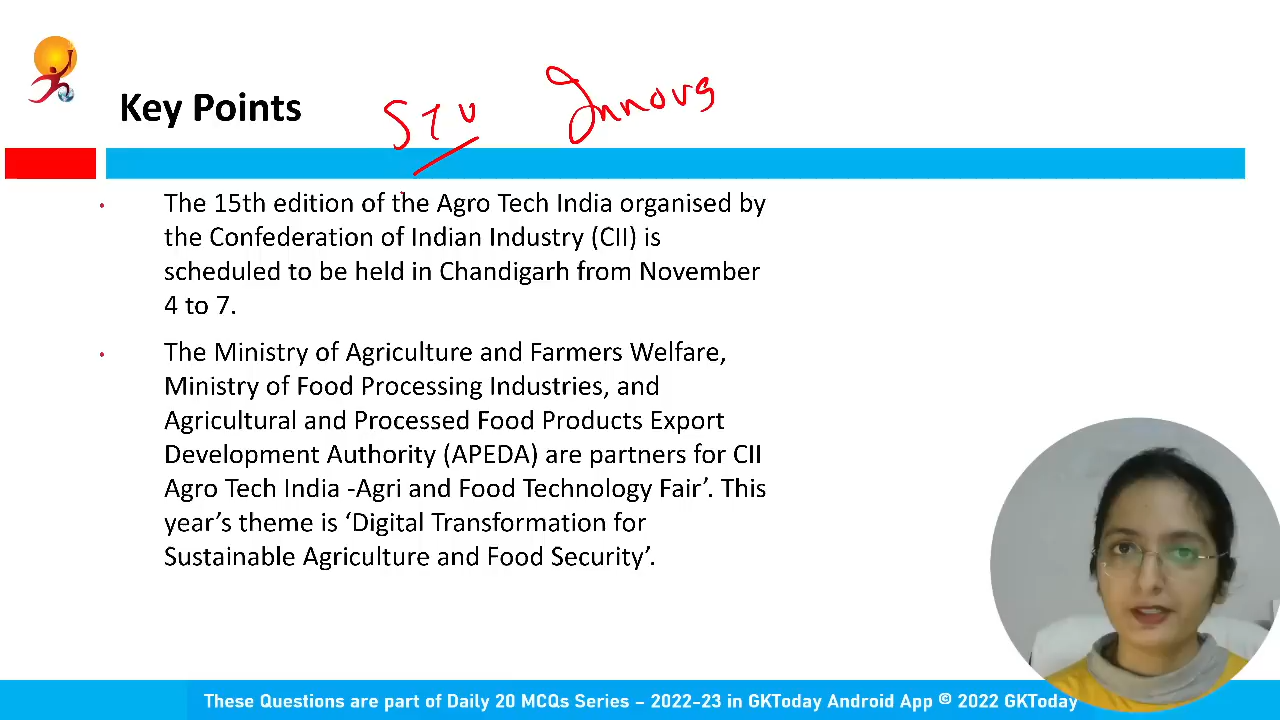 Key Points
STU Innova
The 15th edition of the Agro Tech India organised by
the Confederation of Indian Industry (CII) is
scheduled to be held in Chandigarh from November
4 to 7.
The Ministry of Agriculture and Farmers Welfare,
Ministry of Food Processing Industries, and
Agricultural and Processed Food Products Export
Development Authority (APEDA) are partners for CII
Agro Tech India -Agri and Food Technology Fair’. This
year’s theme is ‘Digital Transformation for
Sustainable Agriculture and Food Security’.
These Questions are part of Daily 20 MCQs Series – 2022-23 in GKToday Android App © 2022 GKToday